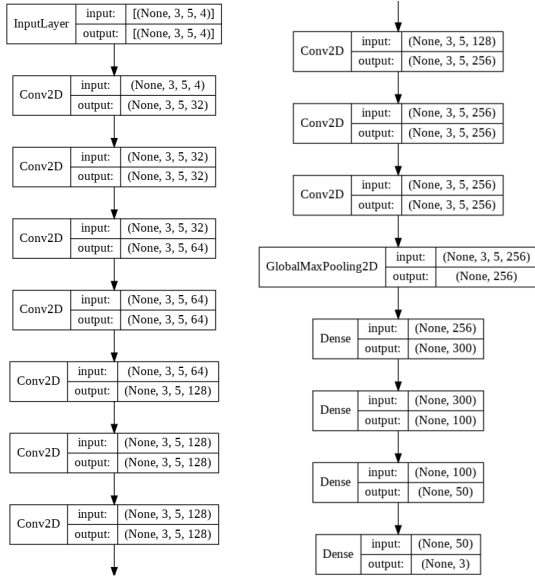 InputLayer
input: [(None, 3, 5, 4)]
output: [(None, 3, 5, 4)]
Conv2D
input: (None, 3, 5, 4)
output: (None, 3, 5, 32)
Conv2D
input: (None, 3, 5, 32)
output: (None, 3, 5, 32)
Conv2D
input: (None, 3, 5, 32)
output: (None, 3, 5, 64)
Conv2D
input: (None, 3, 5, 64)
output: (None, 3, 5, 64)
Conv2D
input: (None, 3, 5, 64)
output: (None, 3, 5, 128)
Conv2D
input: (None, 3, 5, 128)
output: (None, 3, 5, 128)
Conv2D
input: (None, 3, 5, 128)
output: (None, 3, 5, 128)
Conv2D
input: (None, 3, 5, 128)
output: (None, 3, 5, 256)
Conv2D
input: (None, 3, 5, 256)
output: (None, 3, 5, 256)
Conv2D
input: (None, 3, 5, 256)
output: (None, 3, 5, 256)
GlobalMaxPooling2D
input: (None, 3, 5, 256)
output: (None, 256)
Dense
input: (None, 256)
output: (None, 300)
Dense
input: (None, 300)
output: (None, 100)
Dense
input: (None, 100)
output: (None, 50)
Dense
input: (None, 50)
output: (None, 3)